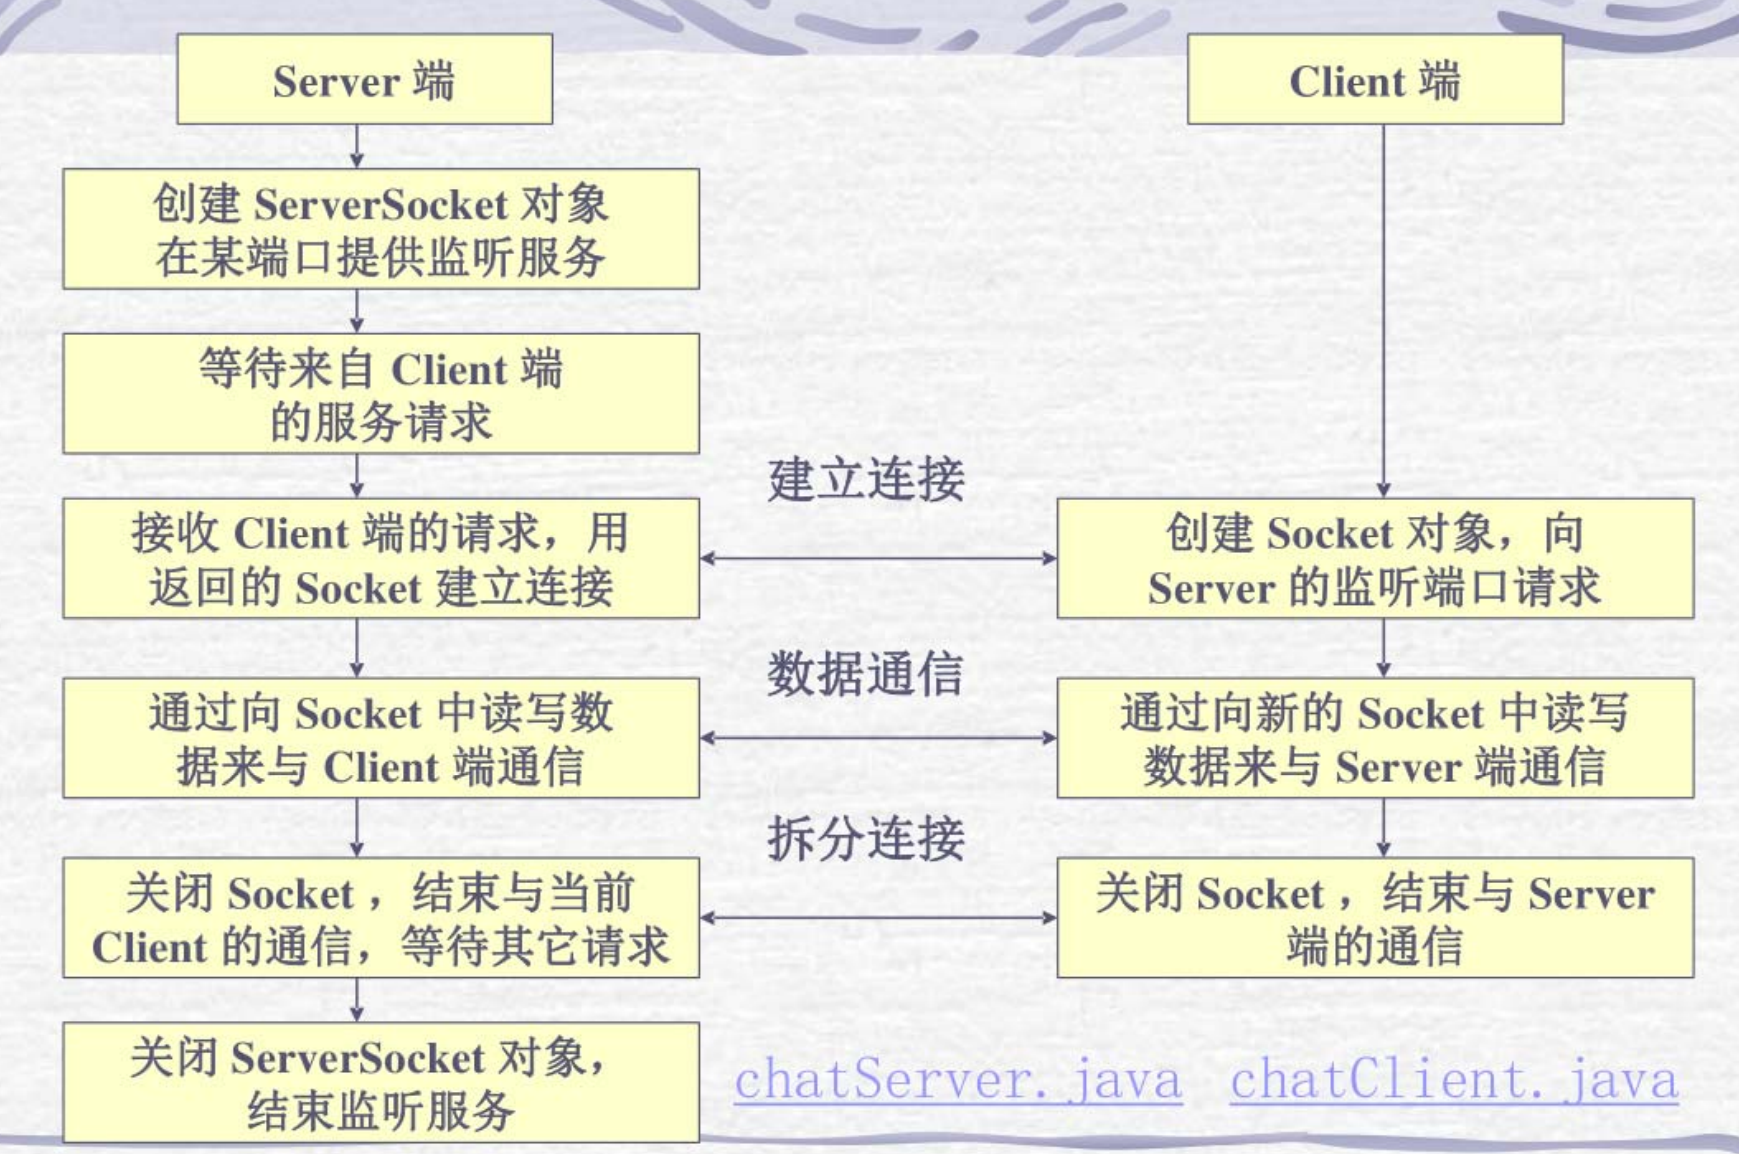 Server 端
Client 端
创建 ServerSocket 对象
在某端口提供监听服务
等待来自 Client 端
的服务请求
建立连接
接收 Client 端的请求，用
返回的 Socket 建立连接
创建 Socket 对象，向
Server 的监听端口请求
数据通信
通过向 Socket 中读写数
据来与 Client 端通信
通过向新的 Socket 中读写
数据来与 Server 端通信
拆分连接
关闭 Socket ，结束与当前
Client 的通信，等待其它请求
关闭 Socket ，结束与 Server
端的通信
关闭 ServerSocket 对象，
结束监听服务
chatServer.java chatClient.java